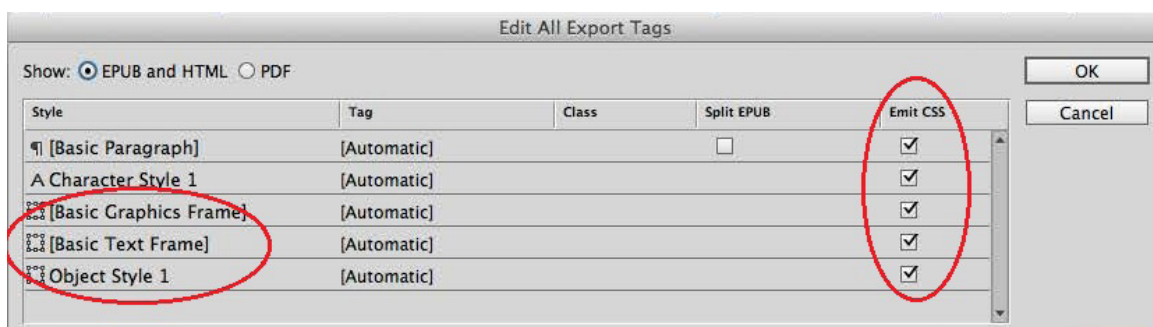 Edit All Export Tags
Show: EPUB and HTML PDF
OK
Style Tag Class Split EPUB Emit CSS
Cancel
¶ [Basic Paragraph] [Automatic]
A Character Style 1 [Automatic]
[Basic Graphics Frame] [Automatic]
[Basic Text Frame] [Automatic]
Object Style 1 [Automatic]